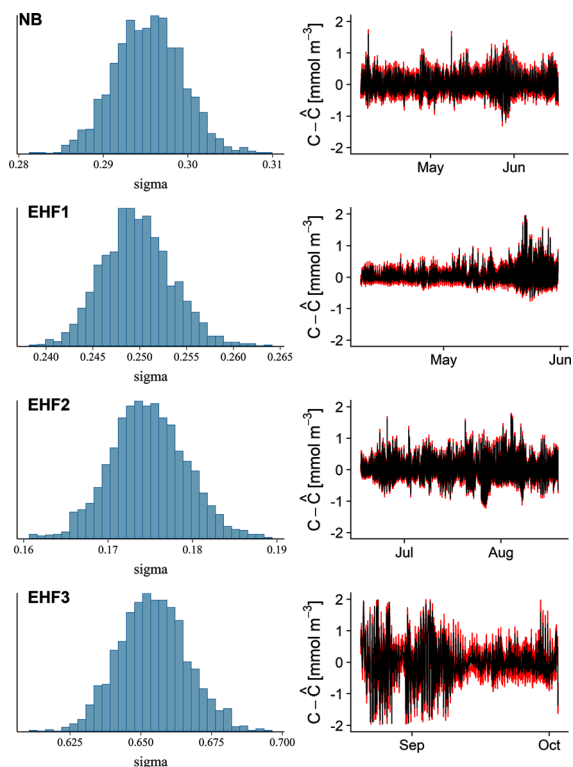 NB
0.28 0.29 0.30 0.31
sigma
C − Ĉ [mmol m⁻³]
2
1
0
-1
-2
May Jun
EHF1
0.240 0.245 0.250 0.255 0.260 0.265
sigma
C − Ĉ [mmol m⁻³]
2
1
0
-1
-2
May Jun
EHF2
0.16 0.17 0.18 0.19
sigma
C − Ĉ [mmol m⁻³]
2
1
0
-1
-2
Jul Aug
EHF3
0.625 0.650 0.675 0.700
sigma
C − Ĉ [mmol m⁻³]
2
1
0
-1
-2
Sep Oct